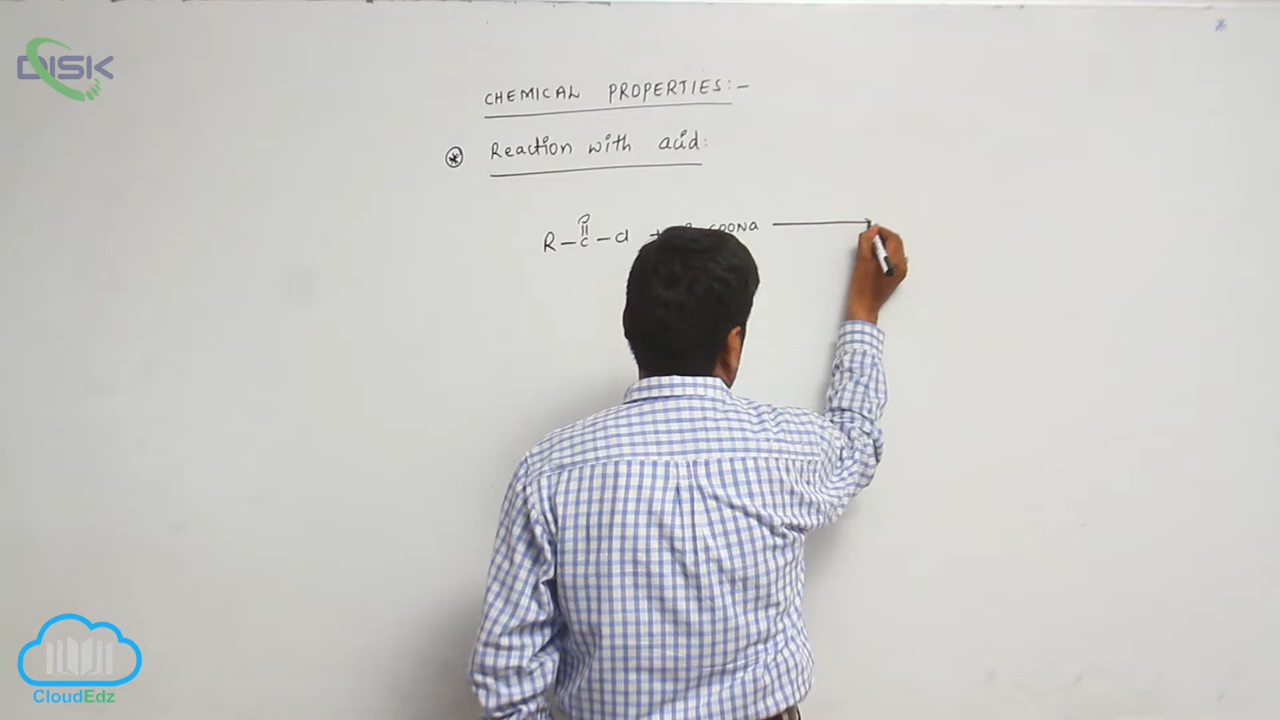 DISK
CHEMICAL PROPERTIES:-
* Reaction with acid:
O
R-C-Cl + R COONa
CloudEdz